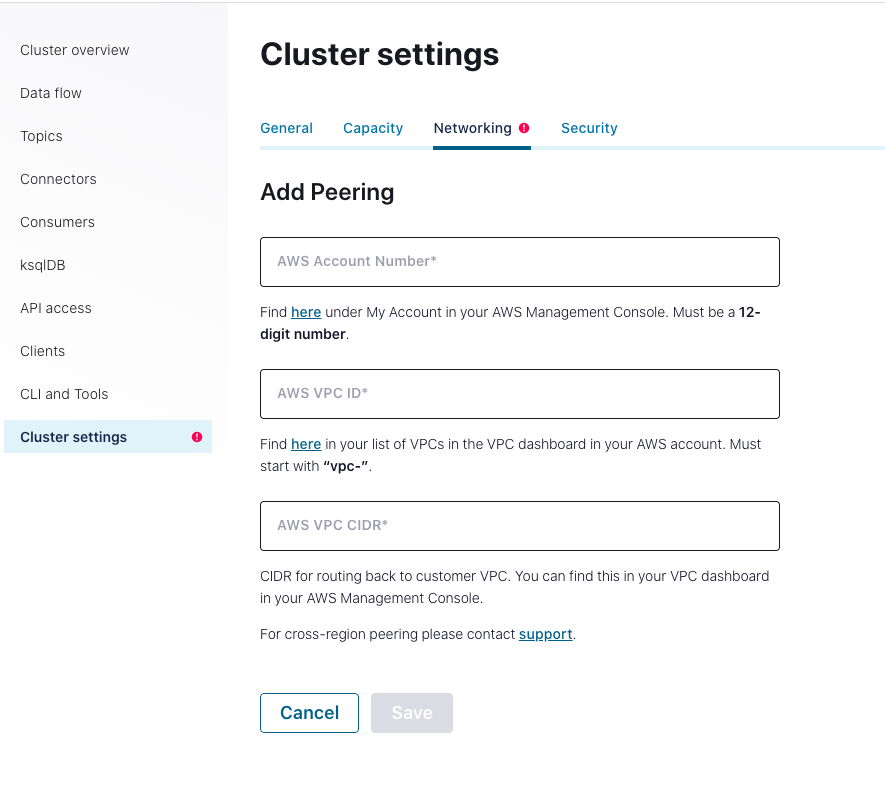 Cluster overview
Data flow
Topics
Connectors
Consumers
ksqlDB
API access
Clients
CLI and Tools
Cluster settings
Cluster settings
General Capacity Networking Security
Add Peering
AWS Account Number*
Find here under My Account in your AWS Management Console. Must be a 12-
digit number.
AWS VPC ID*
Find here in your list of VPCs in the VPC dashboard in your AWS account. Must
start with “vpc-”.
AWS VPC CIDR*
CIDR for routing back to customer VPC. You can find this in your VPC dashboard
in your AWS Management Console.
For cross-region peering please contact support.
Cancel Save